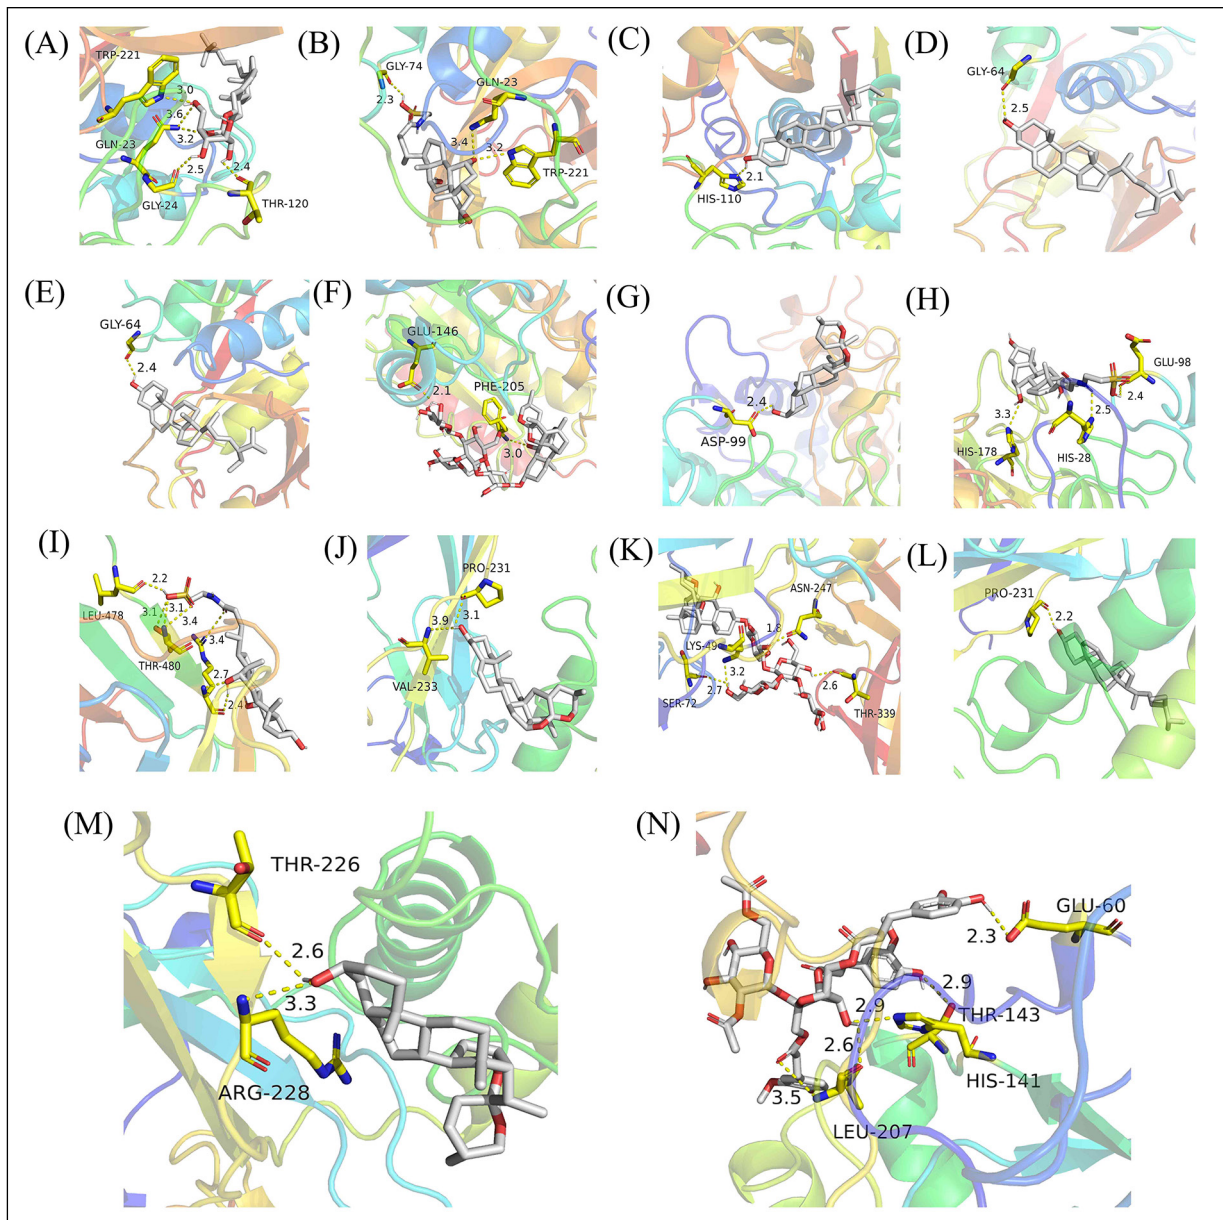 (A)
TRP-221
3.0
3.6
3.2
GLN-23
2.5
2.4
GLY-24
THR-120
(B)
GLY-74
2.3
GLN-23
3.4
3.2
TRP-221
(C)
HIS-110
2.1
(D)
GLY-64
2.5
(E)
GLY-64
2.4
(F)
GLU-146
2.1
PHE-205
3.0
(G)
2.4
ASP-99
(H)
GLU-98
2.4
2.5
3.3
HIS-178
HIS-28
(I)
2.2
LEU-478
3.1
3.1
3.4
3.4
THR-480
2.7
2.4
(J)
PRO-231
3.9
3.1
VAL-233
(K)
ASN-247
1.8
LYS-49
3.2
2.7
2.6
SER-72
THR-339
(L)
PRO-231
2.2
(M)
THR-226
2.6
3.3
ARG-228
(N)
GLU-60
2.3
2.9
2.9
THR-143
2.6
HIS-141
3.5
LEU-207